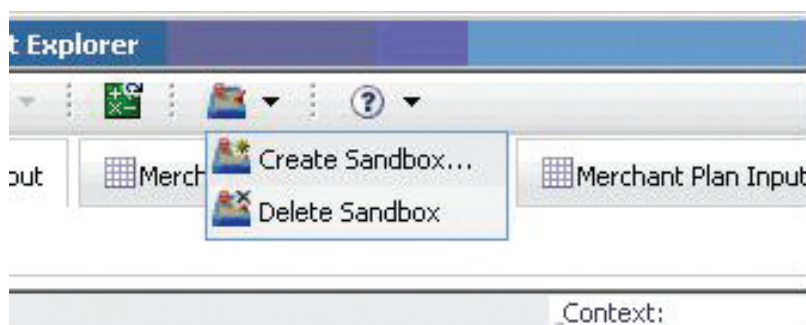 t Explorer
Create Sandbox...
out Merch Merchant Plan Input
Delete Sandbox
_Context: